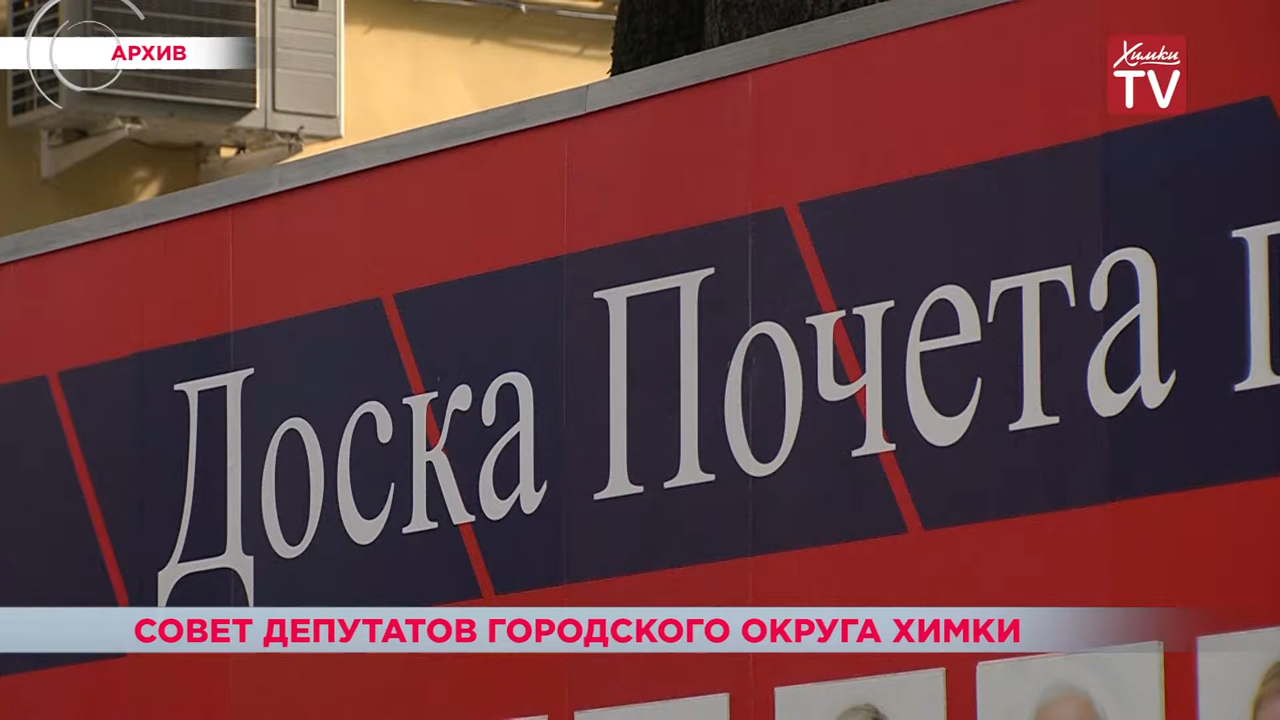 АРХИВ
Химки
TV
Доска Почета
СОВЕТ ДЕПУТАТОВ ГОРОДСКОГО ОКРУГА ХИМКИ